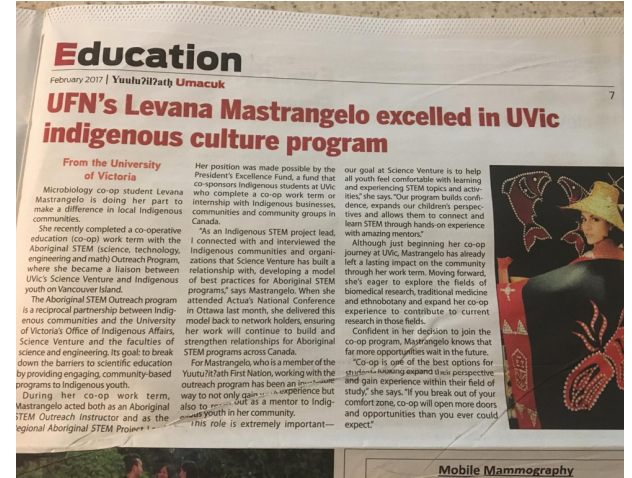 Education
February 2017 | Yuułuʔiłʔatḥ Umacuk
7
UFN's Levana Mastrangelo excelled in UVic
indigenous culture program
From the University
of Victoria
Microbiology co-op student Levana
Mastrangelo is doing her part to
make a difference in local Indigenous
communities.
She recently completed a co-operative
education (co-op) work term with the
Aboriginal STEM (science, technology,
engineering and math) Outreach Program,
where she became a liaison between
UVic's Science Venture and Indigenous
youth on Vancouver Island.
The Aboriginal STEM Outreach program
is a reciprocal partnership between Indig-
enous communities and the University
of Victoria's Office of Indigenous Affairs,
Science Venture and the faculties of
science and engineering. Its goal: to break
down the barriers to scientific education
by providing engaging, community-based
programs to Indigenous youth.
During her co-op work term,
Mastrangelo acted both as an Aboriginal
STEM Outreach Instructor and as the
Regional Aboriginal STEM Project
Her position was made possible by the
President's Excellence Fund, a fund that
co-sponsors Indigenous students at UVic
who complete a co-op work term or
internship with Indigenous businesses,
communities and community groups in
Canada.
"As an Indigenous STEM project lead,
I connected with and interviewed the
Indigenous communities and organi-
zations that Science Venture has built a
relationship with, developing a model
of best practices for Aboriginal STEM
programs," says Mastrangelo. When she
attended Actua's National Conference
in Ottawa last month, she delivered this
model back to network holders, ensuring
her work will continue to build and
strengthen relationships for Aboriginal
STEM programs across Canada.
For Mastrangelo, who is a member of the
Yuułuʔiłʔatḥ First Nation, working with the
outreach program has been an
way to not only gain experience but
also to out as a mentor to Indig-
enous youth in her community.
"This role is extremely important—
our goal at Science Venture is to help
all youth feel comfortable with learning
and experiencing STEM topics and activ-
ities," she says. "Our program builds confi-
dence, expands our children's perspec-
tives and allows them to connect and
learn STEM through hands-on experience
with amazing mentors."
Although just beginning her co-op
journey at UVic, Mastrangelo has already
left a lasting impact on the community
through her work term. Moving forward,
she's eager to explore the fields of
biomedical research, traditional medicine
and ethnobotany and expand her co-op
experience to contribute to current
research in those fields.
Confident in her decision to join the
co-op program, Mastrangelo knows that
far more opportunities wait in the future.
"Co-op is one of the best options for
students looking expand their perspective
and gain experience within their field of
study," she says. "If you break out of your
comfort zone, co-op will open more doors
and opportunities than you ever could
expect."
Mobile Mammography